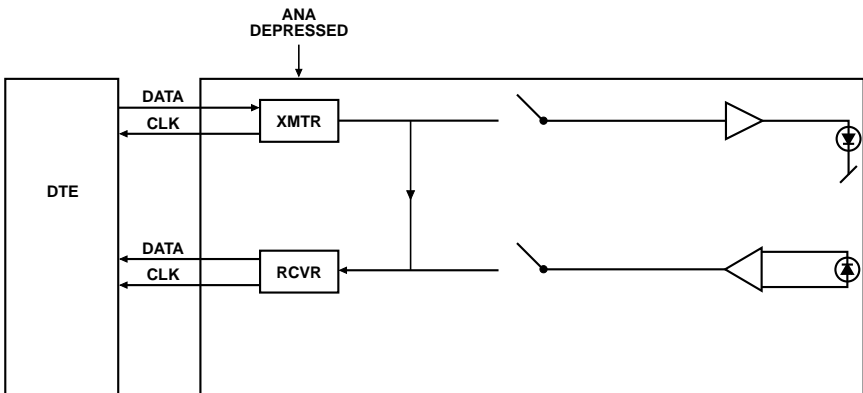 ANA
DEPRESSED
DATA
XMTR
CLK
DTE
DATA
RCVR
CLK